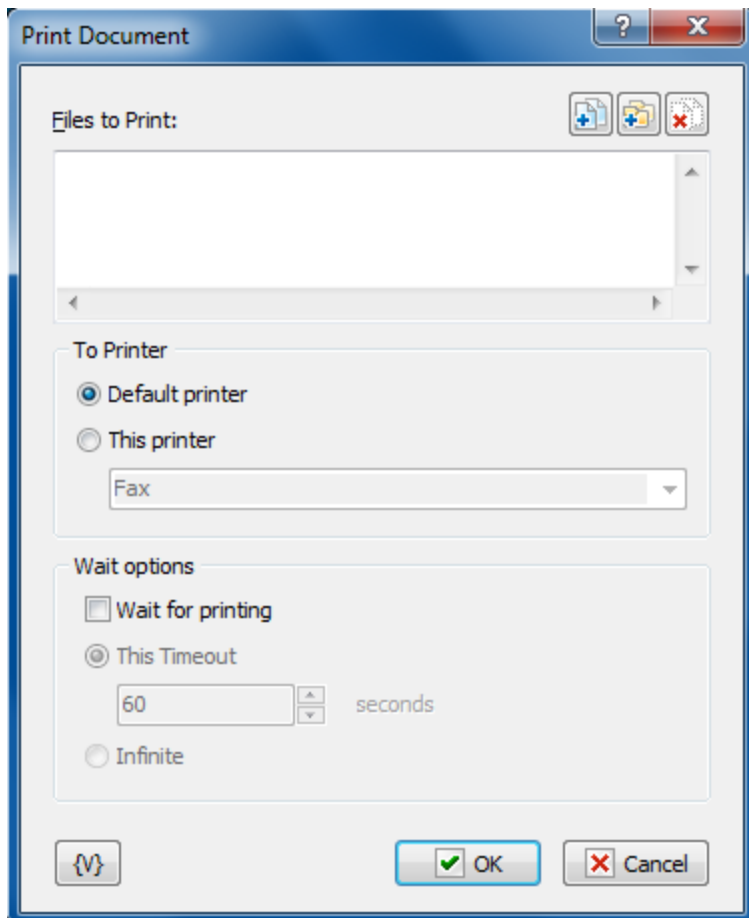 Print Document
?
Files to Print:
To Printer
Default printer
This printer
Fax
Wait options
Wait for printing
This Timeout
60 seconds
Infinite
{V} OK Cancel